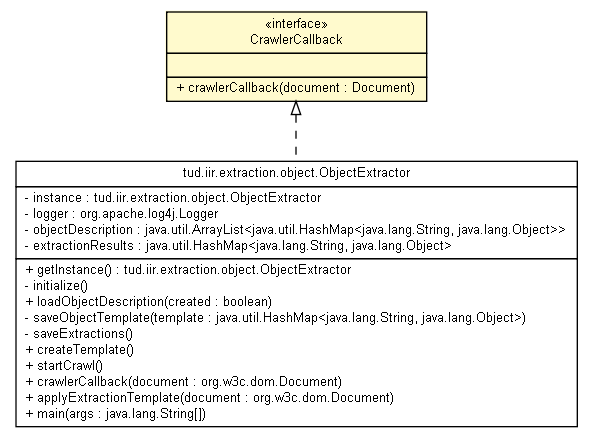 «interface»
CrawlerCallback
+ crawlerCallback(document : Document)
tud.iir.extraction.object.ObjectExtractor
- instance : tud.iir.extraction.object.ObjectExtractor
- logger : org.apache.log4j.Logger
- objectDescription : java.util.ArrayList<java.util.HashMap<java.lang.String, java.lang.Object>>
- extractionResults : java.util.HashMap<java.lang.String, java.lang.Object>
+ getInstance() : tud.iir.extraction.object.ObjectExtractor
- initialize()
+ loadObjectDescription(created : boolean)
- saveObjectTemplate(template : java.util.HashMap<java.lang.String, java.lang.Object>)
- saveExtractions()
+ createTemplate()
+ startCrawl()
+ crawlerCallback(document : org.w3c.dom.Document)
+ applyExtractionTemplate(document : org.w3c.dom.Document)
+ main(args : java.lang.String[])